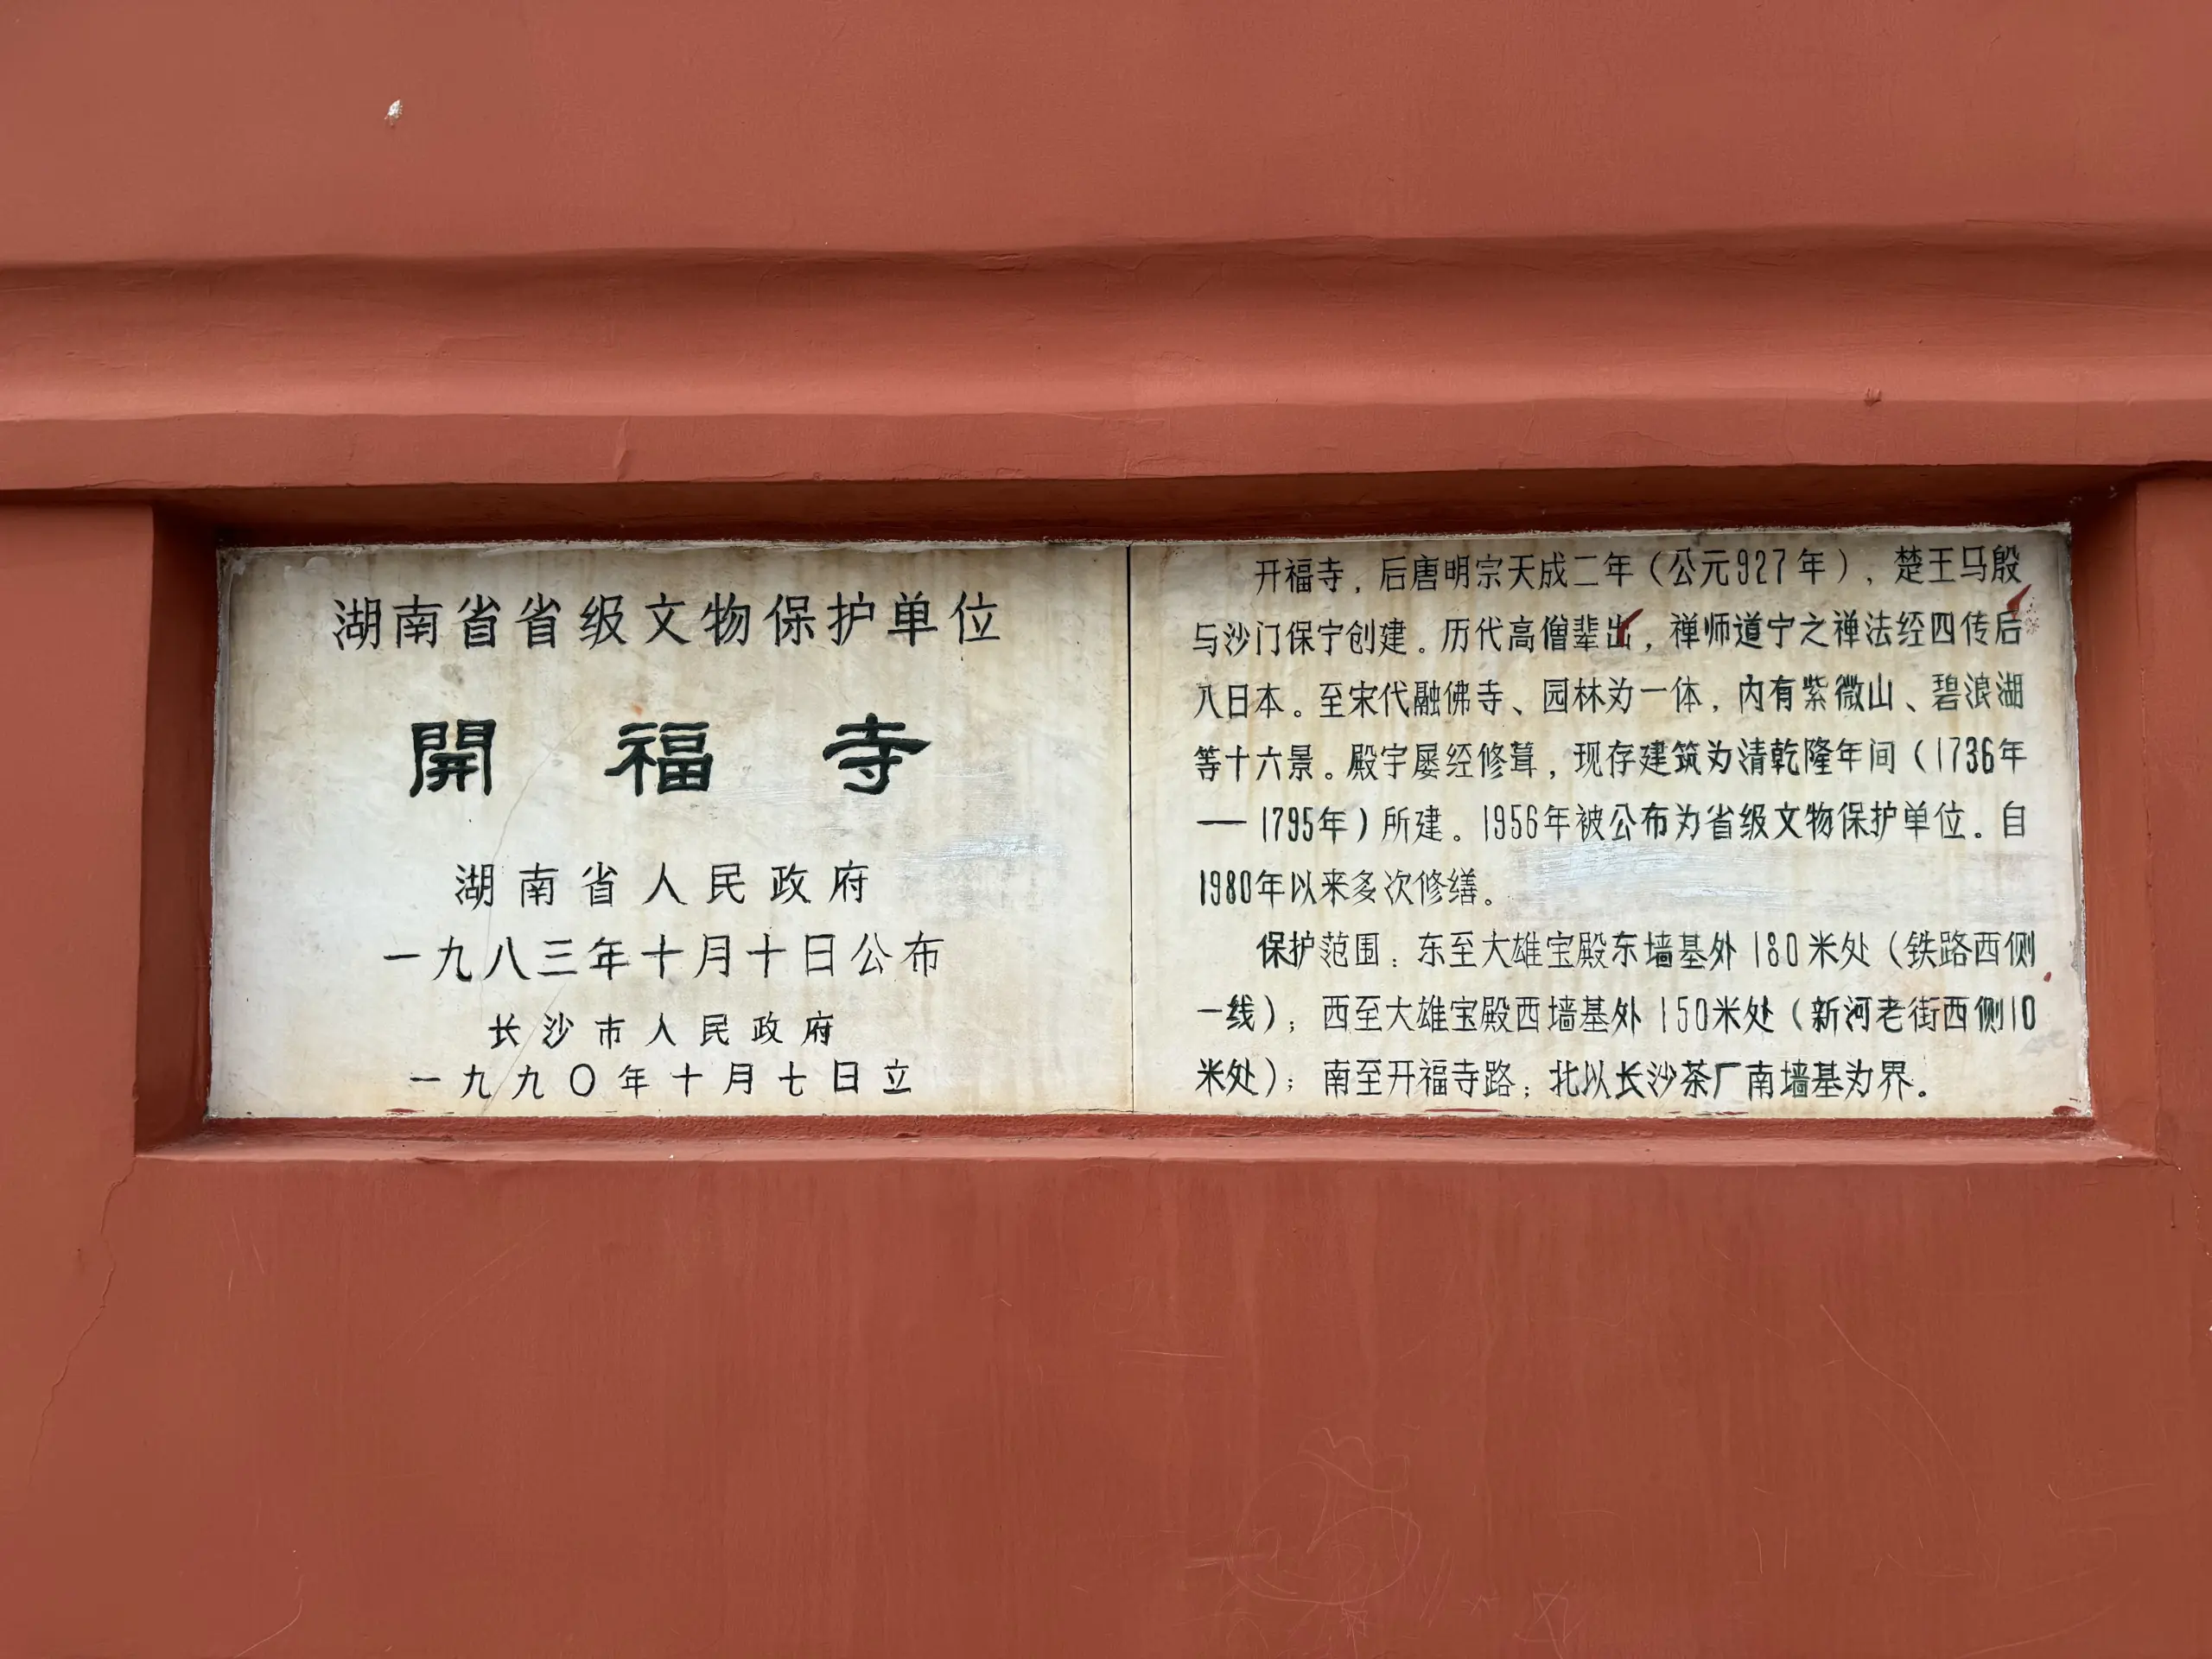 湖南省省级文物保护单位
開福寺
湖南省人民政府
一九八三年十月十日公布
长沙市人民政府
一九九〇年十月七日立
开福寺，后唐明宗天成二年（公元927年），楚王马殷
与沙门保宁创建。历代高僧辈出，禅师道宁之禅法经四传后
八日本。至宋代融佛寺、园林为一体，内有紫微山、碧浪湖
等十六景。殿宇屡经修葺，现存建筑为清乾隆年间（1736年
—1795年）所建。1956年被公布为省级文物保护单位。自
1980年以来多次修缮。
保护范围：东至大雄宝殿东墙基外180米处（铁路西侧
一线）；西至大雄宝殿西墙基外150米处（新河老街西侧10
米处）；南至开福寺路；北以长沙茶厂南墙基为界。